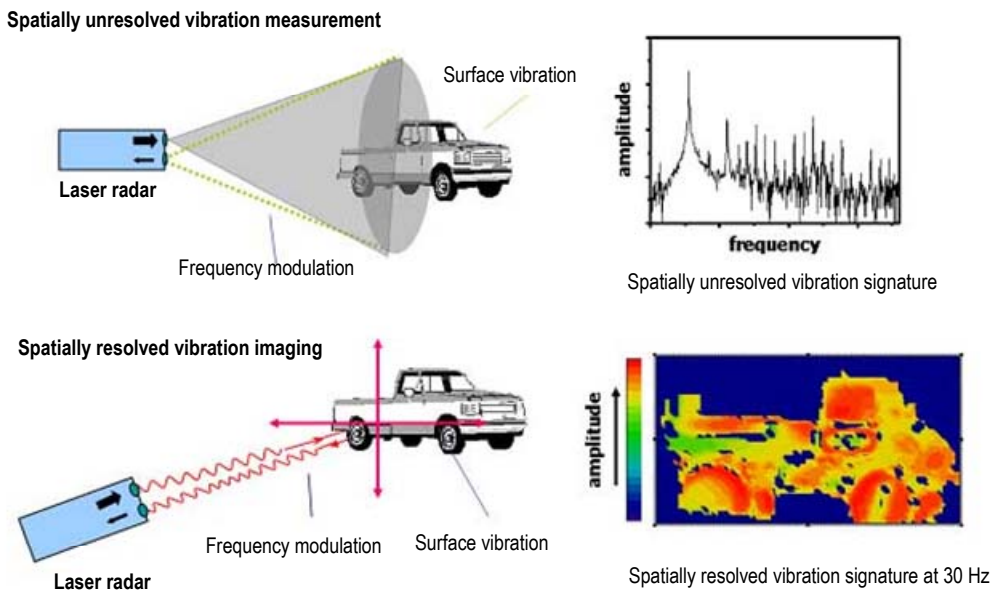 Spatially unresolved vibration measurement
Surface vibration
Laser radar
Frequency modulation
amplitude
frequency
Spatially unresolved vibration signature
Spatially resolved vibration imaging
Frequency modulation
Surface vibration
Laser radar
amplitude
Spatially resolved vibration signature at 30 Hz